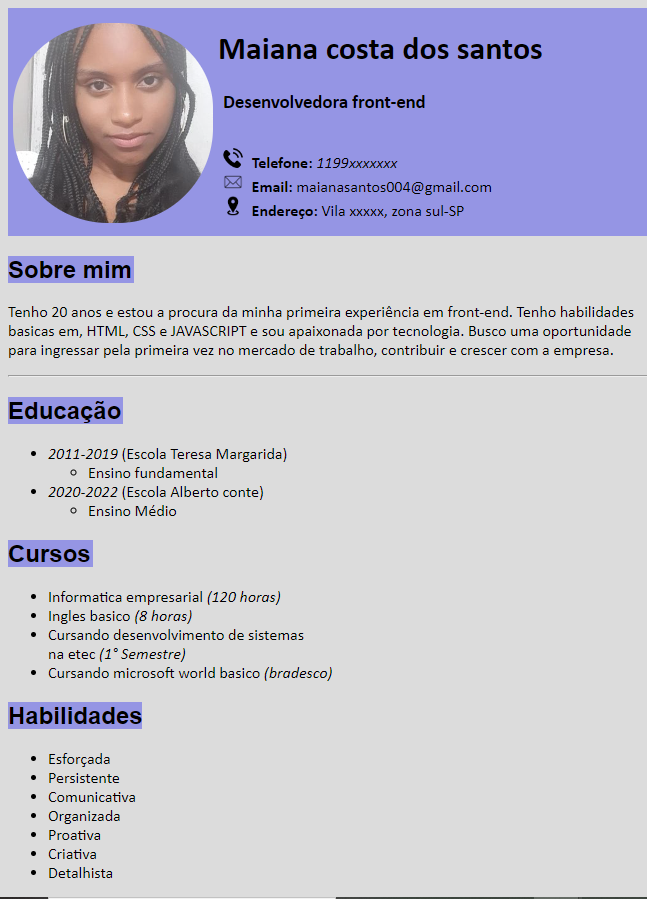 Maiana costa dos santos
Desenvolvedora front-end
Telefone: 1199xxxxxxx
Email: maianasantos004@gmail.com
Endereço: Vila xxxxx, zona sul-SP
Sobre mim
Tenho 20 anos e estou a procura da minha primeira experiência em front-end. Tenho habilidades
basicas em, HTML, CSS e JAVASCRIPT e sou apaixonada por tecnologia. Busco uma oportunidade
para ingressar pela primeira vez no mercado de trabalho, contribuir e crescer com a empresa.
Educação
2011-2019 (Escola Teresa Margarida)
Ensino fundamental
2020-2022 (Escola Alberto conte)
Ensino Médio
Cursos
Informatica empresarial (120 horas)
Ingles basico (8 horas)
Cursando desenvolvimento de sistemas
na etec (1° Semestre)
Cursando microsoft world basico (bradesco)
Habilidades
Esforçada
Persistente
Comunicativa
Organizada
Proativa
Criativa
Detalhista